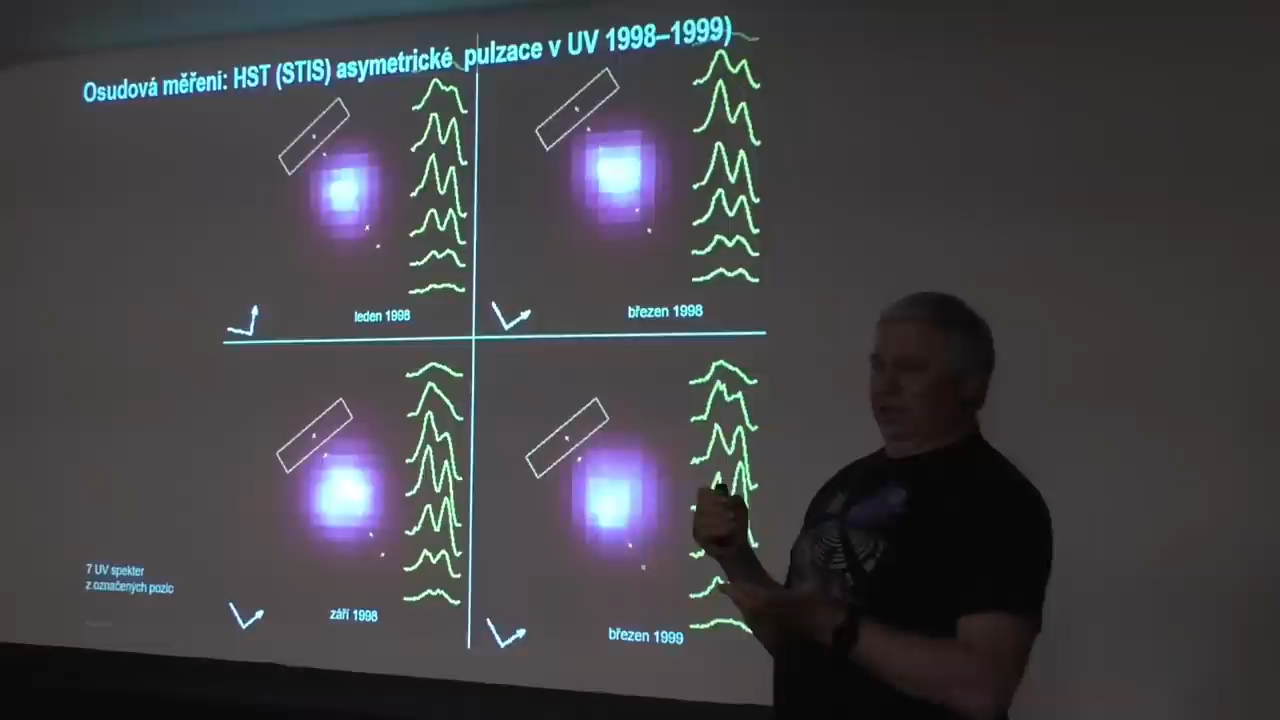 Osudová měření: HST (STIS) asymetrické pulzace v UV 1998–1999)
leden 1998
březen 1998
7 UV spekter
z označených pozic
září 1998
březen 1999